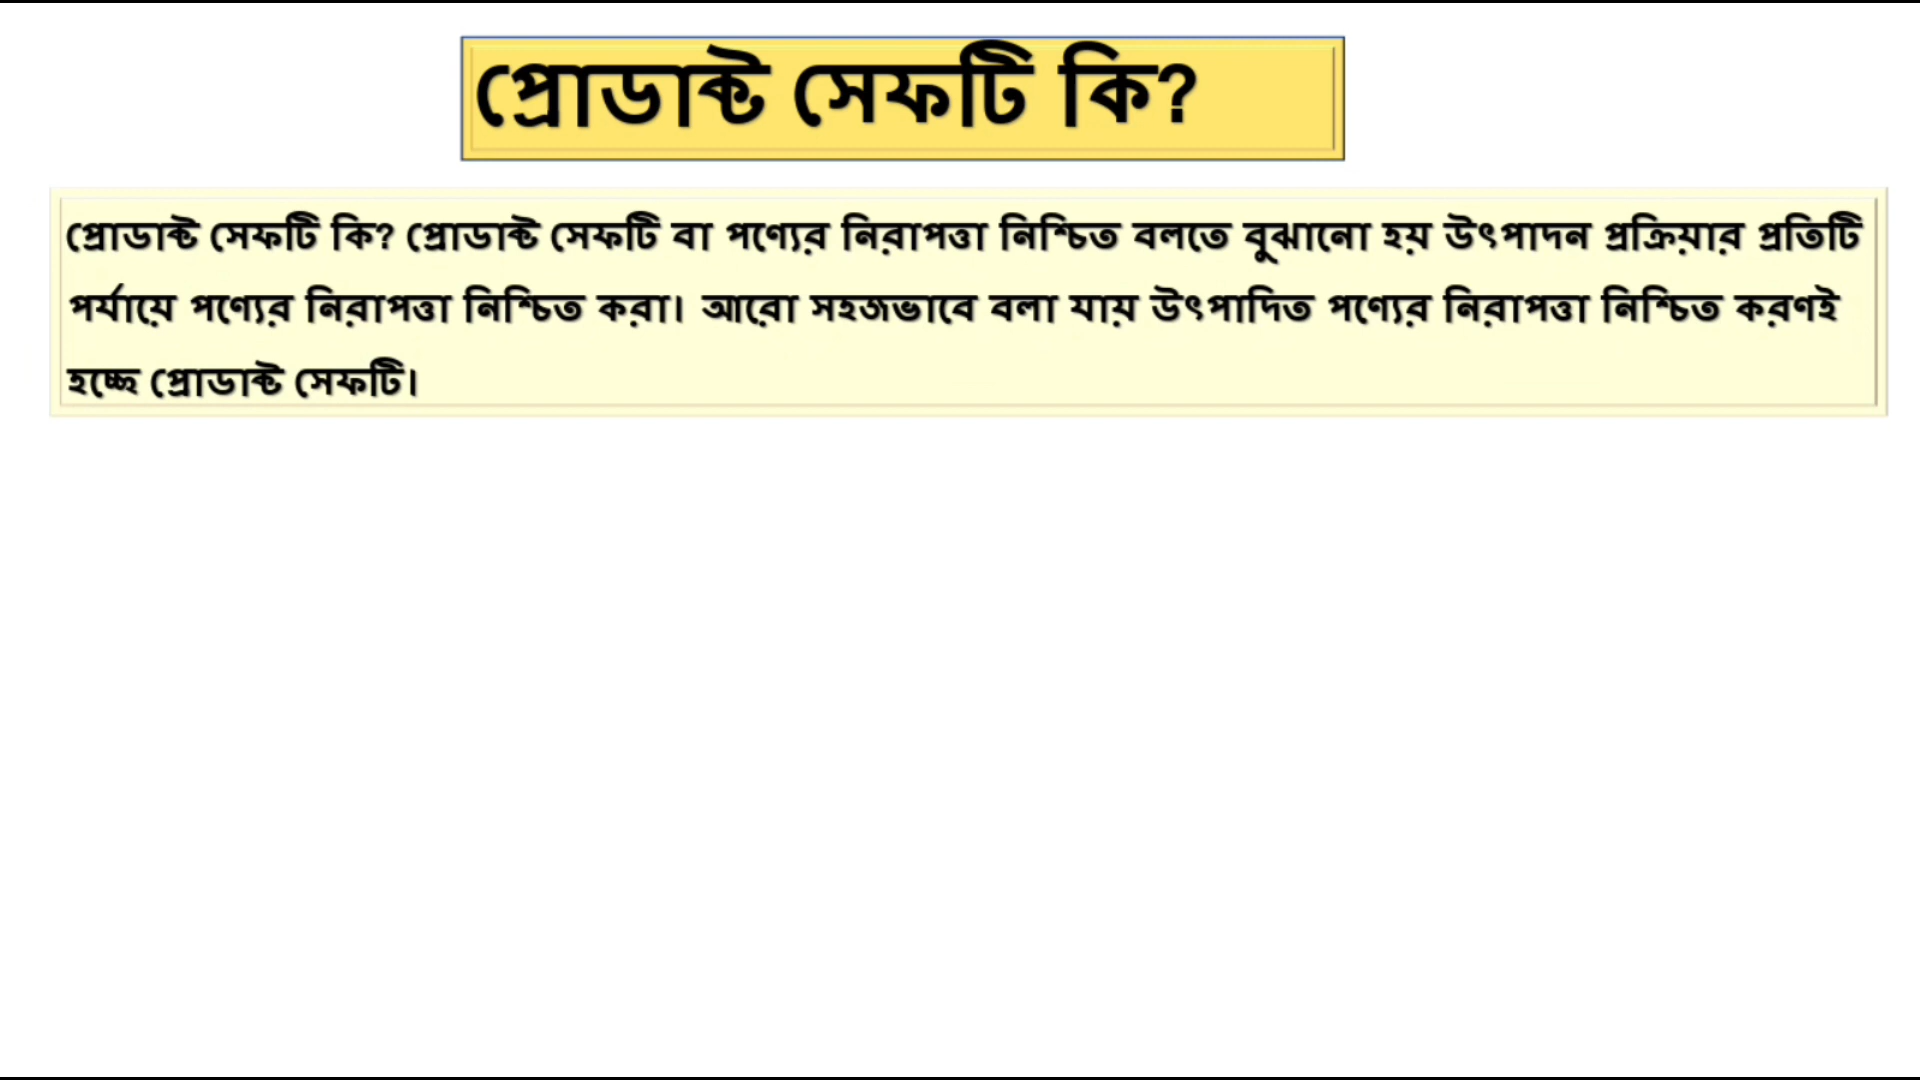 প্রোডাক্ট সেফটি কি?
প্রোডাক্ট সেফটি কি? প্রোডাক্ট সেফটি বা পণ্যের নিরাপত্তা নিশ্চিত বলতে বুঝানো হয় উৎপাদন প্রক্রিয়ার প্রতিটি
পর্যায়ে পণ্যের নিরাপত্তা নিশ্চিত করা। আরো সহজভাবে বলা যায় উৎপাদিত পণ্যের নিরাপত্তা নিশ্চিত করণই
হচ্ছে প্রোডাক্ট সেফটি।